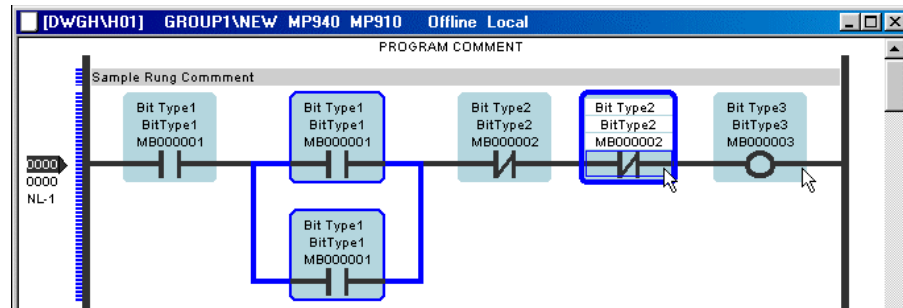 [DWGH\H01] GROUP1\NEW MP940 MP910 Offline Local
PROGRAM COMMENT
Sample Rung Commment
Bit Type1
BitType1
MB000001
Bit Type1
BitType1
MB000001
Bit Type2
BitType2
MB000002
Bit Type2
BitType2
MB000002
Bit Type3
BitType3
MB000003
0000
0000
NL-1
Bit Type1
BitType1
MB000001